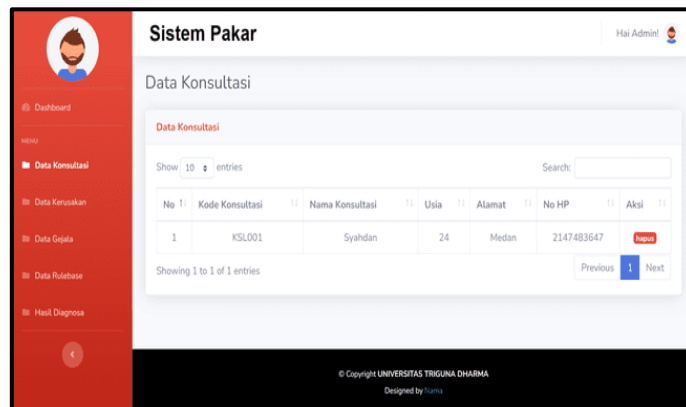 Sistem Pakar
Hai Admin!
Data Konsultasi
Dashboard
MENU
Data Konsultasi
Data Kerusakan
Data Gejala
Data Rulebase
Hasil Diagnosa
Data Konsultasi
Show 10 entries
Search:
No Kode Konsultasi Nama Konsultasi Usia Alamat No HP Aksi
1 KSL001 Syahdan 24 Medan 2147483647 hapus
Showing 1 to 1 of 1 entries
Previous 1 Next
© Copyright UNIVERSITAS TRIGUNA DHARMA
Designed by Nama